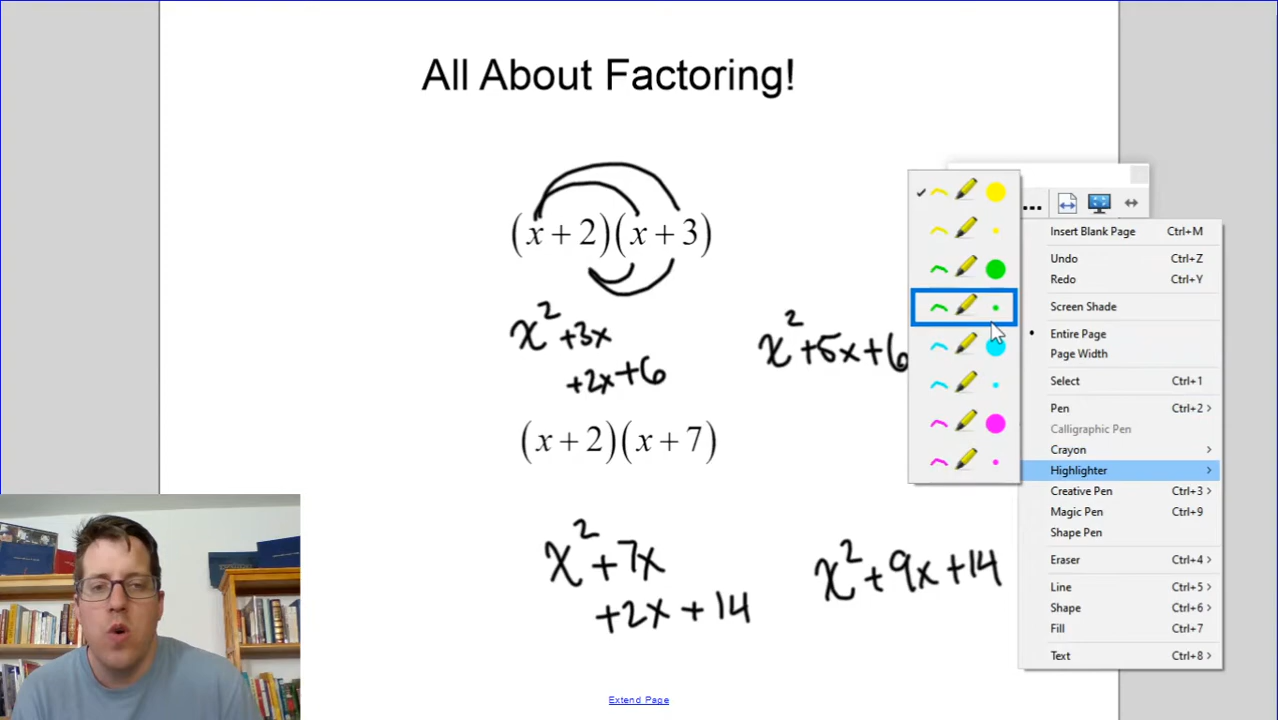 All About Factoring!
(x + 2)(x + 3)
x² +3x
+2x +6
x² +5x +6
(x + 2)(x + 7)
x² +7x
+2x + 14
x² + 9x + 14
Extend Page
...
Insert Blank Page Ctrl+M
Undo Ctrl+Z
Redo Ctrl+Y
Screen Shade
Entire Page
Page Width
Select Ctrl+1
Pen Ctrl+2
Calligraphic Pen
Crayon
Highlighter
Creative Pen Ctrl+3
Magic Pen Ctrl+9
Shape Pen
Eraser Ctrl+4
Line Ctrl+5
Shape Ctrl+6
Fill Ctrl+7
Text Ctrl+8